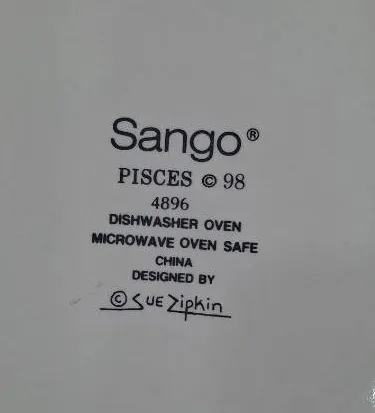 Sango®
PISCES © 98
4896
DISHWASHER OVEN
MICROWAVE OVEN SAFE
CHINA
DESIGNED BY
© SUE Zipkin